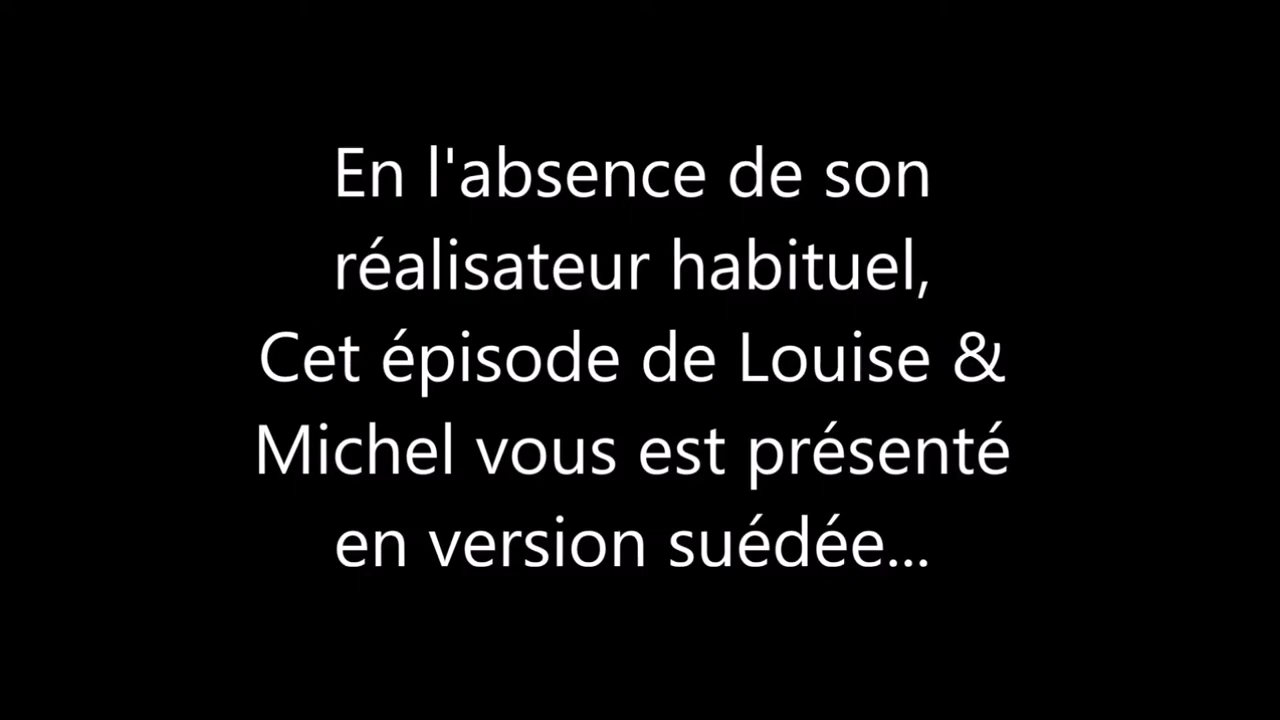 En l'absence de son
réalisateur habituel,
Cet épisode de Louise &
Michel vous est présenté
en version suédée...